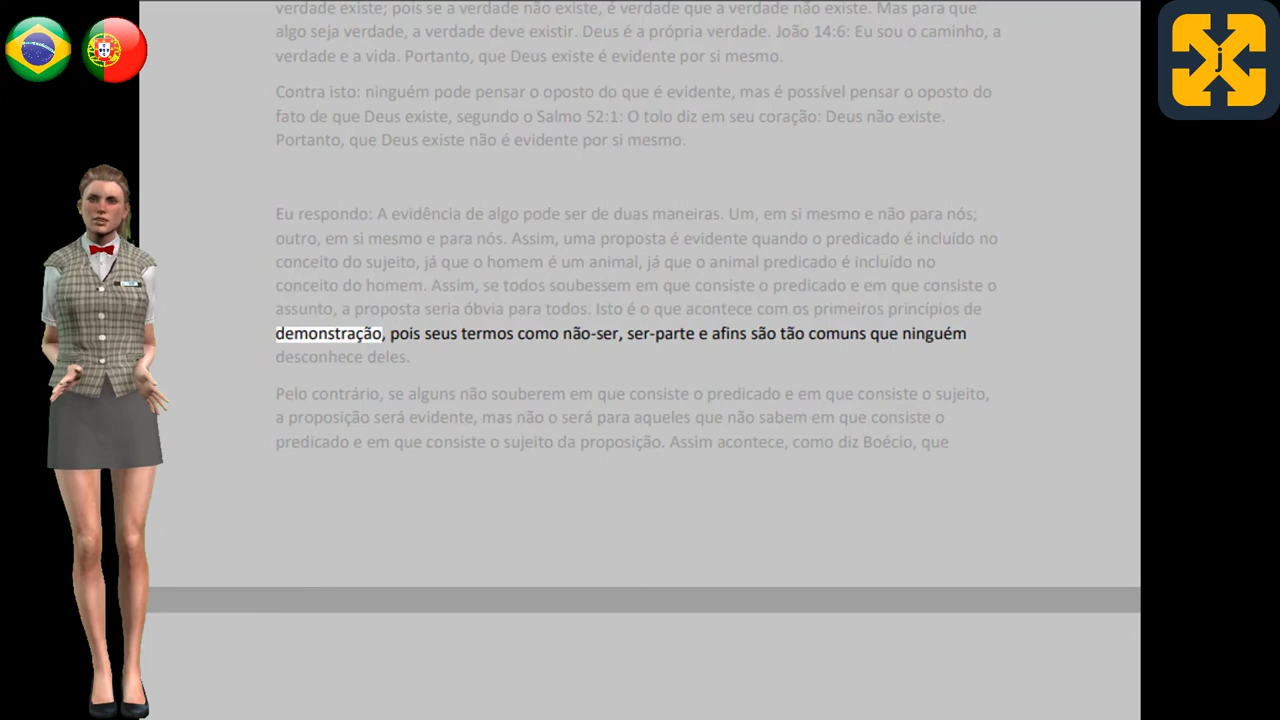 verdade existe; pois se a verdade não existe, é verdade que a verdade não existe. Mas para que
algo seja verdade, a verdade deve existir. Deus é a própria verdade. João 14:6: Eu sou o caminho, a
verdade e a vida. Portanto, que Deus existe é evidente por si mesmo.
Contra isto: ninguém pode pensar o oposto do que é evidente, mas é possível pensar o oposto do
fato de que Deus existe, segundo o Salmo 52:1: O tolo diz em seu coração: Deus não existe.
Portanto, que Deus existe não é evidente por si mesmo.
Eu respondo: A evidência de algo pode ser de duas maneiras. Um, em si mesmo e não para nós;
outro, em si mesmo e para nós. Assim, uma proposta é evidente quando o predicado é incluído no
conceito do sujeito, já que o homem é um animal, já que o animal predicado é incluído no
conceito do homem. Assim, se todos soubessem em que consiste o predicado e em que consiste o
assunto, a proposta seria óbvia para todos. Isto é o que acontece com os primeiros princípios de
demonstração, pois seus termos como não-ser, ser-parte e afins são tão comuns que ninguém
desconhece deles.
Pelo contrário, se alguns não souberem em que consiste o predicado e em que consiste o sujeito,
a proposição será evidente, mas não o será para aqueles que não sabem em que consiste o
predicado e em que consiste o sujeito da proposição. Assim acontece, como diz Boécio, que
j